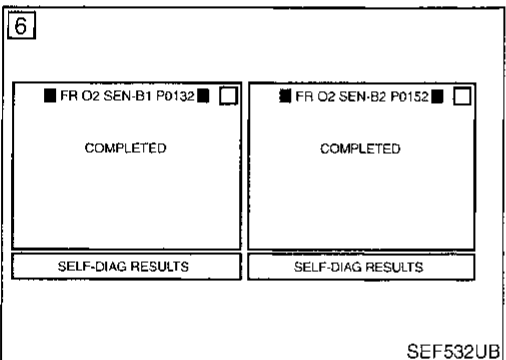 6
FR O2 SEN-B1 P0132
COMPLETED
SELF-DIAG RESULTS
FR O2 SEN-B2 P0152
COMPLETED
SELF-DIAG RESULTS
SEF532UB